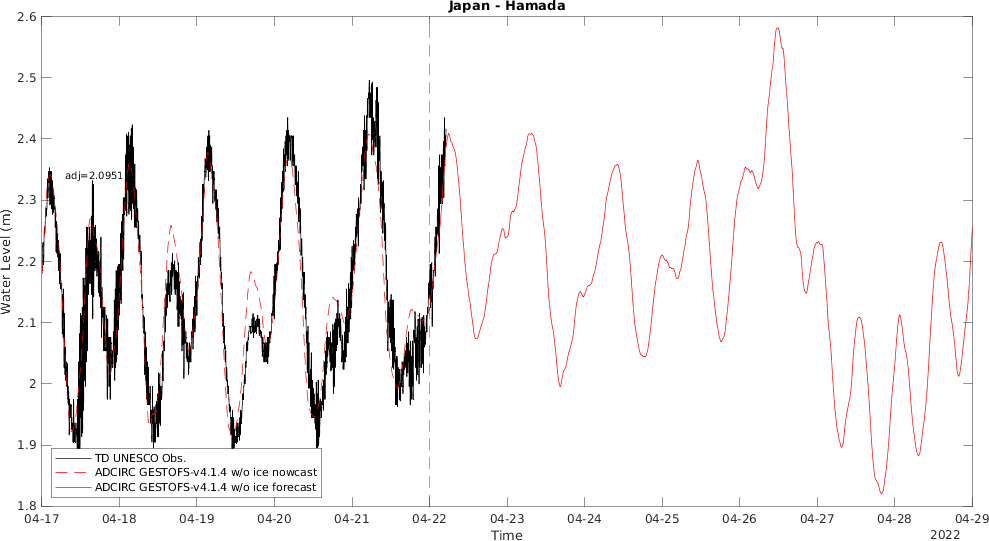 Japan - Hamada
2.6
2.5
2.4
2.3
2.2
2.1
2
1.9
1.8
Water Level (m)
adj=2.0951
TD UNESCO Obs.
ADCIRC GESTOFS-v4.1.4 w/o ice nowcast
ADCIRC GESTOFS-v4.1.4 w/o ice forecast
04-17 04-18 04-19 04-20 04-21 04-22 04-23 04-24 04-25 04-26 04-27 04-28 04-29
Time
2022